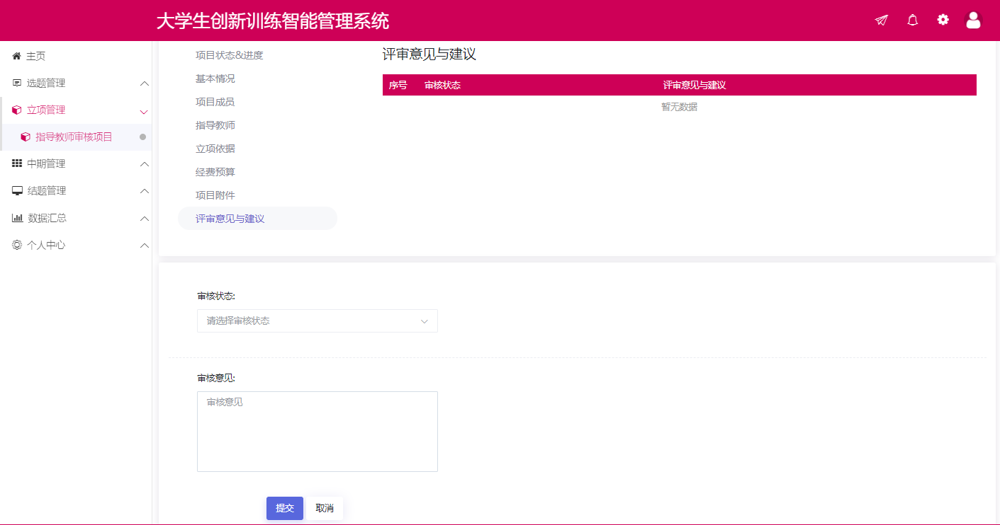 大学生创新训练智能管理系统
主页
选题管理
立项管理
指导教师审核项目
中期管理
结题管理
数据汇总
个人中心
项目状态&进度
基本情况
项目成员
指导教师
立项依据
经费预算
项目附件
评审意见与建议
评审意见与建议
序号 审核状态 评审意见与建议
暂无数据
审核状态:
请选择审核状态
审核意见:
审核意见
提交 取消